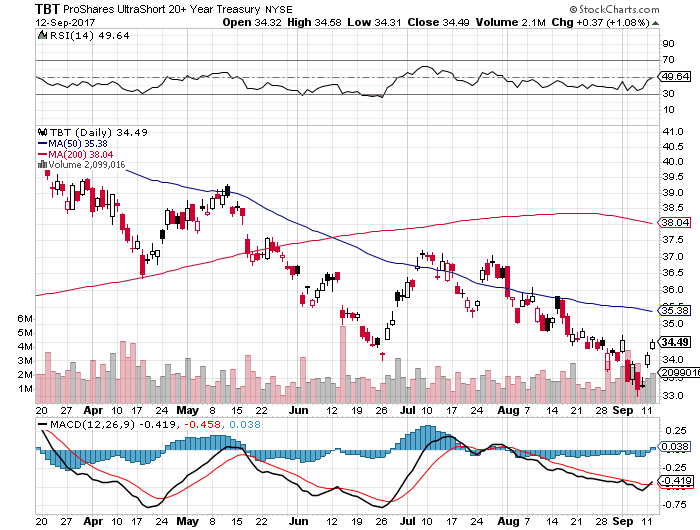 TBT ProShares UltraShort 20+ Year Treasury NYSE © StockCharts.com
12-Sep-2017 Open 34.32 High 34.58 Low 34.31 Close 34.49 Volume 2.1M Chg +0.37 (+1.08%)
RSI(14) 49.64
90
70
49.64
30
10
TBT (Daily) 34.49
MA(50) 35.38
MA(200) 38.04
Volume 2,099,016
41.0
40.5
40.0
39.5
39.0
38.5
38.04
37.5
37.0
36.5
36.0
35.38
35.0
34.49
34.0
2099016
33.0
6M
5M
4M
3M
2M
1M
20 27 Apr 10 17 24 May 8 15 22 Jun 12 19 26 Jul 10 17 24 Aug 7 14 21 28 Sep 11
MACD(12,26,9) -0.419, -0.458, 0.038
0.25
0.038
-0.25
-0.419
-0.75
20 27 Apr 10 17 24 May 8 15 22 Jun 12 19 26 Jul 10 17 24 Aug 7 14 21 28 Sep 11